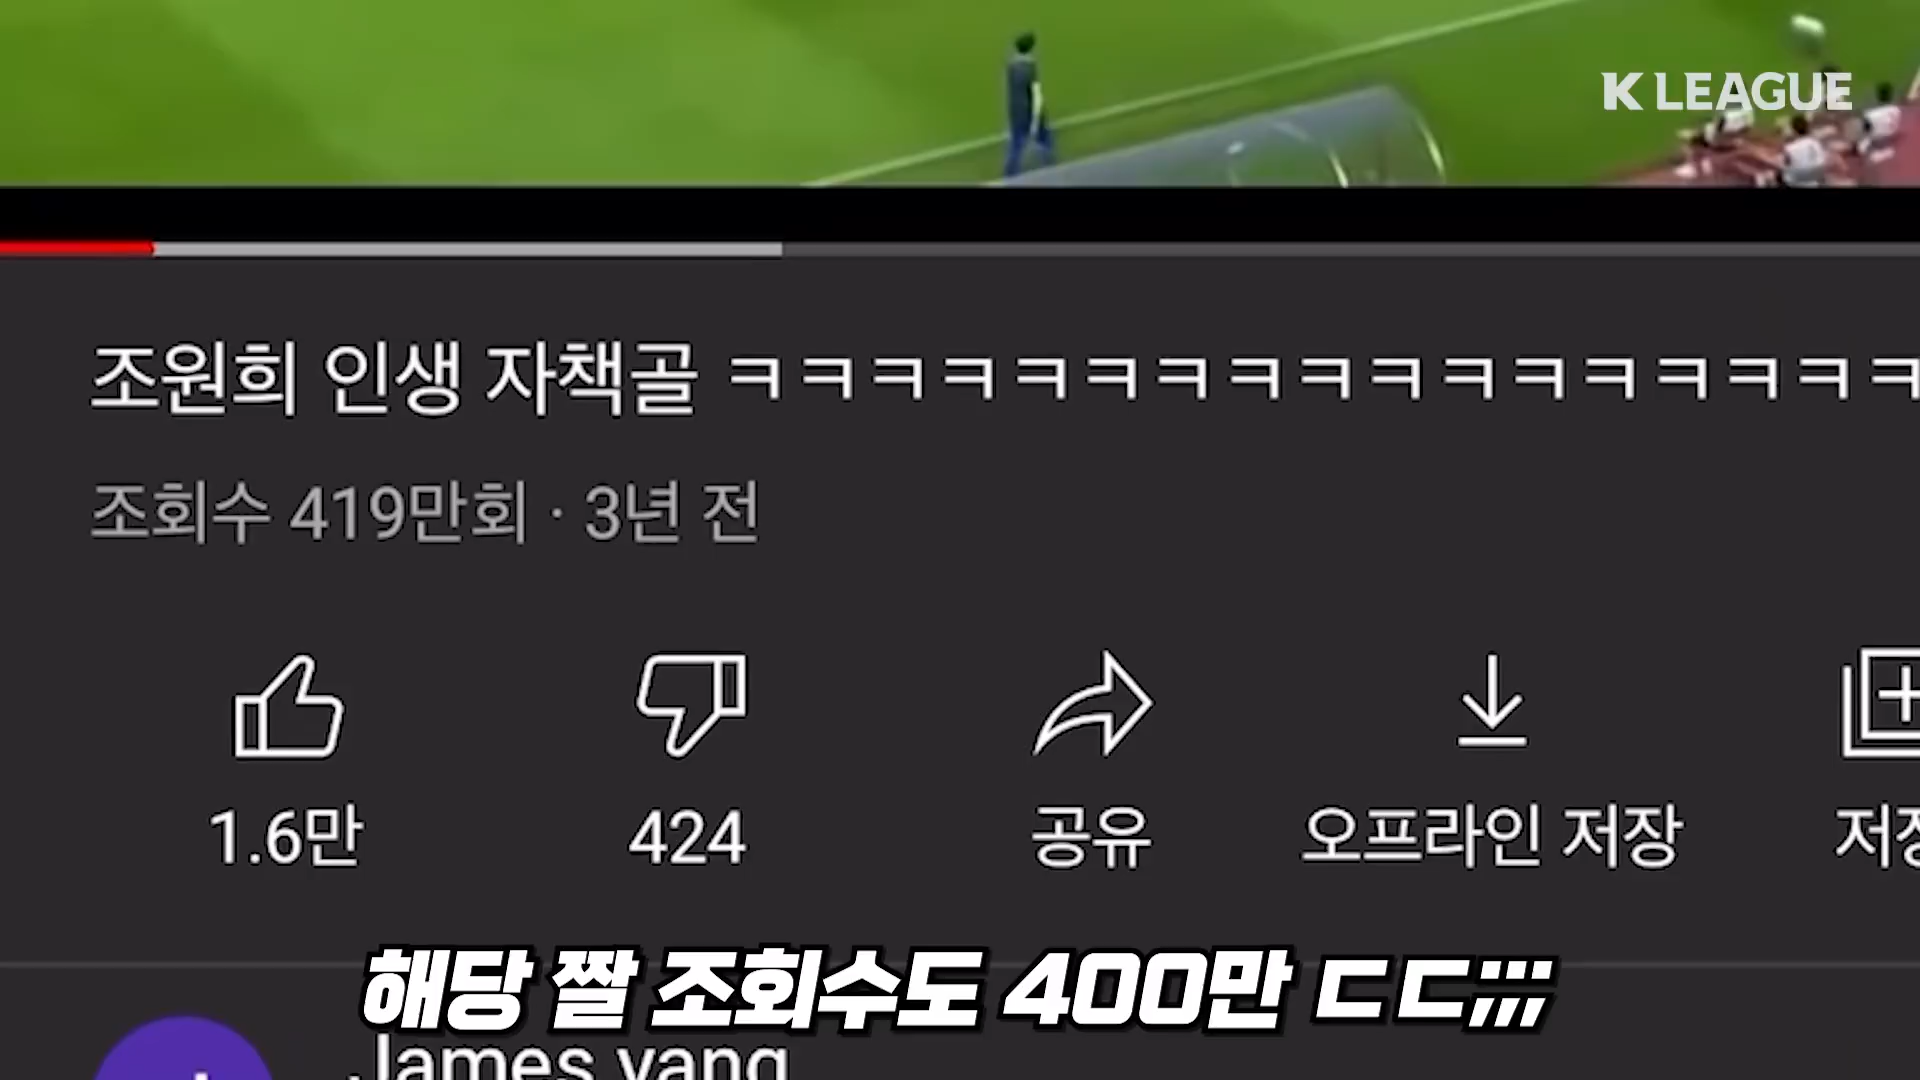 K LEAGUE
조원희 인생 자책골 ㅋㅋㅋㅋㅋㅋㅋㅋㅋㅋㅋㅋㅋㅋㅋㅋㅋ
조회수 419만회 · 3년 전
1.6만 424 공유 오프라인 저장 저장
해당 짤 조회수도 400만 ㄷㄷ;;;
James yang